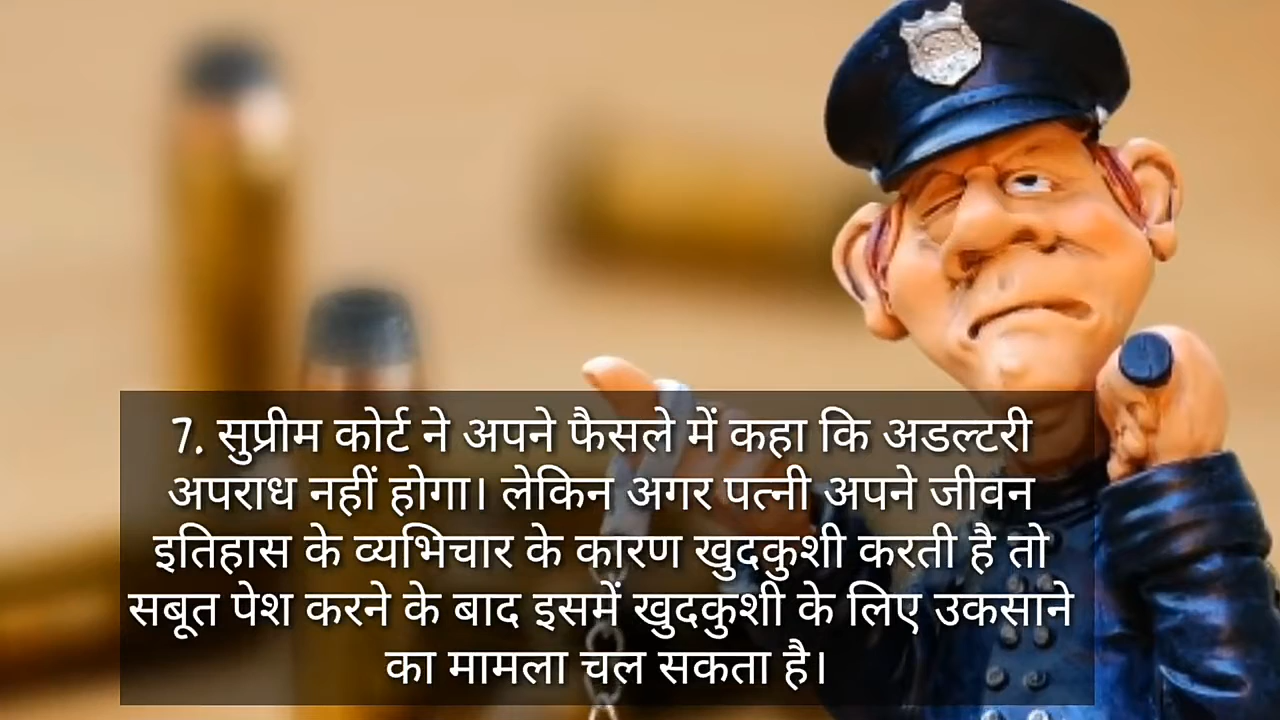 7. सुप्रीम कोर्ट ने अपने फैसले में कहा कि अडल्टरी
अपराध नहीं होगा। लेकिन अगर पत्नी अपने जीवन
इतिहास के व्यभिचार के कारण खुदकुशी करती है तो
सबूत पेश करने के बाद इसमें खुदकुशी के लिए उकसाने
का मामला चल सकता है।